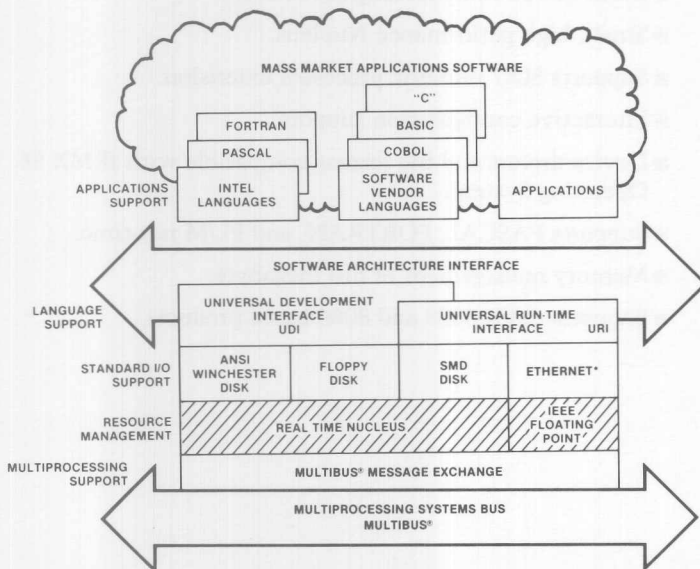 MASS MARKET APPLICATIONS SOFTWARE
"C"
FORTRAN
BASIC
PASCAL
COBOL
APPLICATIONS
SUPPORT
INTEL
LANGUAGES
SOFTWARE
VENDOR
LANGUAGES
APPLICATIONS
SOFTWARE ARCHITECTURE INTERFACE
LANGUAGE
SUPPORT
UNIVERSAL DEVELOPMENT
INTERFACE
UDI
UNIVERSAL RUN-TIME
INTERFACE URI
STANDARD I/O
SUPPORT
ANSI
WINCHESTER
DISK
FLOPPY
DISK
SMD
DISK
ETHERNET*
RESOURCE
MANAGEMENT
REAL TIME NUCLEUS
IEEE
FLOATING
POINT
MULTIPROCESSING
SUPPORT
MULTIBUS® MESSAGE EXCHANGE
MULTIPROCESSING SYSTEMS BUS
MULTIBUS®